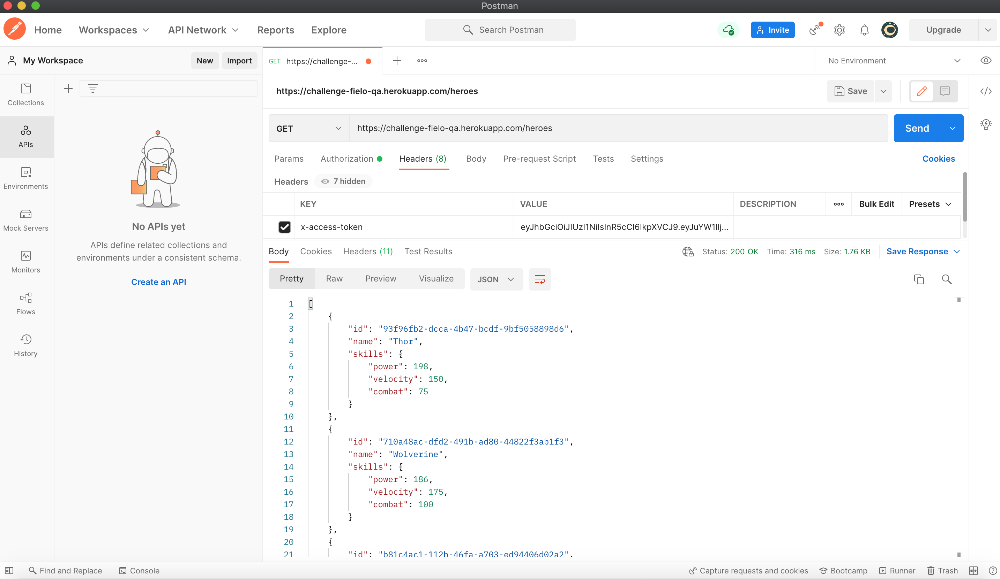 Postman
Home Workspaces API Network Reports Explore Search Postman Invite Upgrade
My Workspace New Import GET https://challenge-... No Environment
https://challenge-fielo-qa.herokuapp.com/heroes Save
GET https://challenge-fielo-qa.herokuapp.com/heroes Send
Params Authorization Headers (8) Body Pre-request Script Tests Settings Cookies
Headers 7 hidden
KEY VALUE DESCRIPTION Bulk Edit Presets
x-access-token eyJhbGciOiJIUzI1NiIsInR5cCI6IkpXVCJ9.eyJuYW1lIj...
Collections
APIs
Environments
Mock Servers
Monitors
Flows
History
No APIs yet
APIs define related collections and
environments under a consistent schema.
Create an API
Body Cookies Headers (11) Test Results Status: 200 OK Time: 316 ms Size: 1.76 KB Save Response
Pretty Raw Preview Visualize JSON
1 [
2 {
3 "id": "93f96fb2-dcca-4b47-bcdf-9bf5058898d6",
4 "name": "Thor",
5 "skills": {
6 "power": 198,
7 "velocity": 150,
8 "combat": 75
9 }
10 },
11 {
12 "id": "710a48ac-dfd2-491b-ad80-44822f3ab1f3",
13 "name": "Wolverine",
14 "skills": {
15 "power": 186,
16 "velocity": 175,
17 "combat": 100
18 }
19 },
20 {
21 "id": "b81c4ac1-112b-46fa-a703-ed94406d02a2",
Find and Replace Console Capture requests and cookies Bootcamp Runner Trash